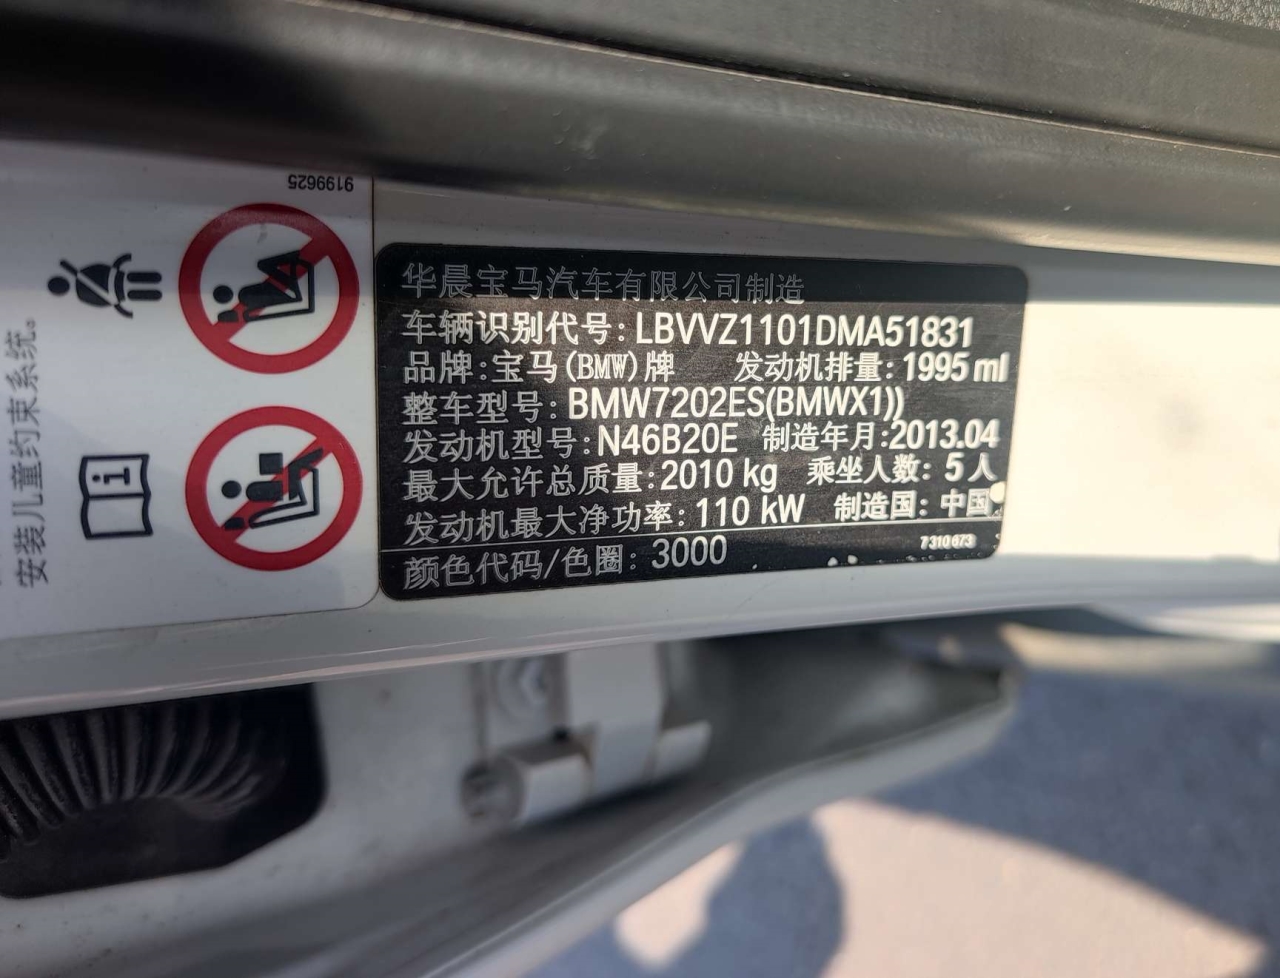 9199625
安装儿童约束系统。
华晨宝马汽车有限公司制造
车辆识别代号: LBVVZ1101DMA51831
品牌:宝马(BMW)牌 发动机排量: 1995 ml
整车型号: BMW7202ES(BMWX1))
发动机型号: N46B20E 制造年月:2013.04
最大允许总质量: 2010 kg 乘坐人数: 5人
发动机最大净功率: 110 kW 制造国: 中国
颜色代码/色圈: 3000 7310673